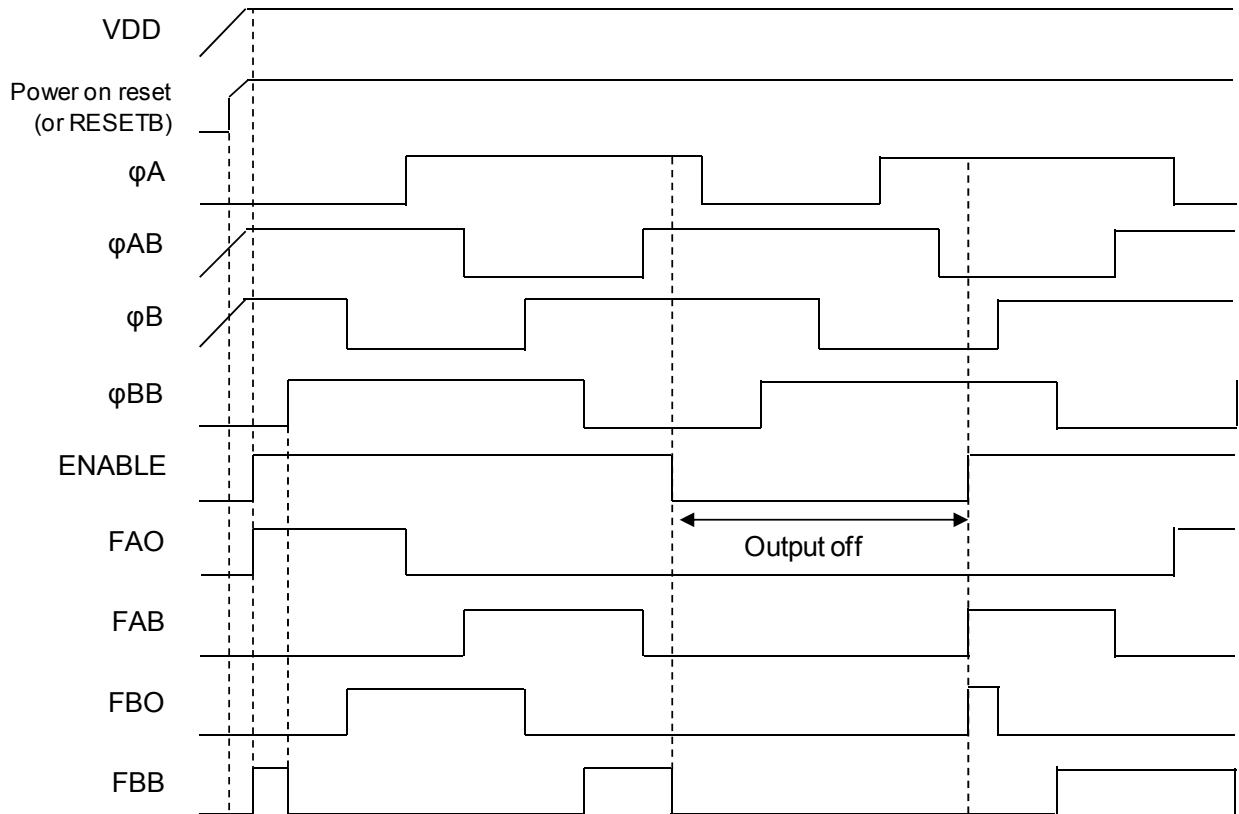 VDD
Power on reset
(or RESETB)
φA
φAB
φB
φBB
ENABLE
Output off
FAO
FAB
FBO
FBB